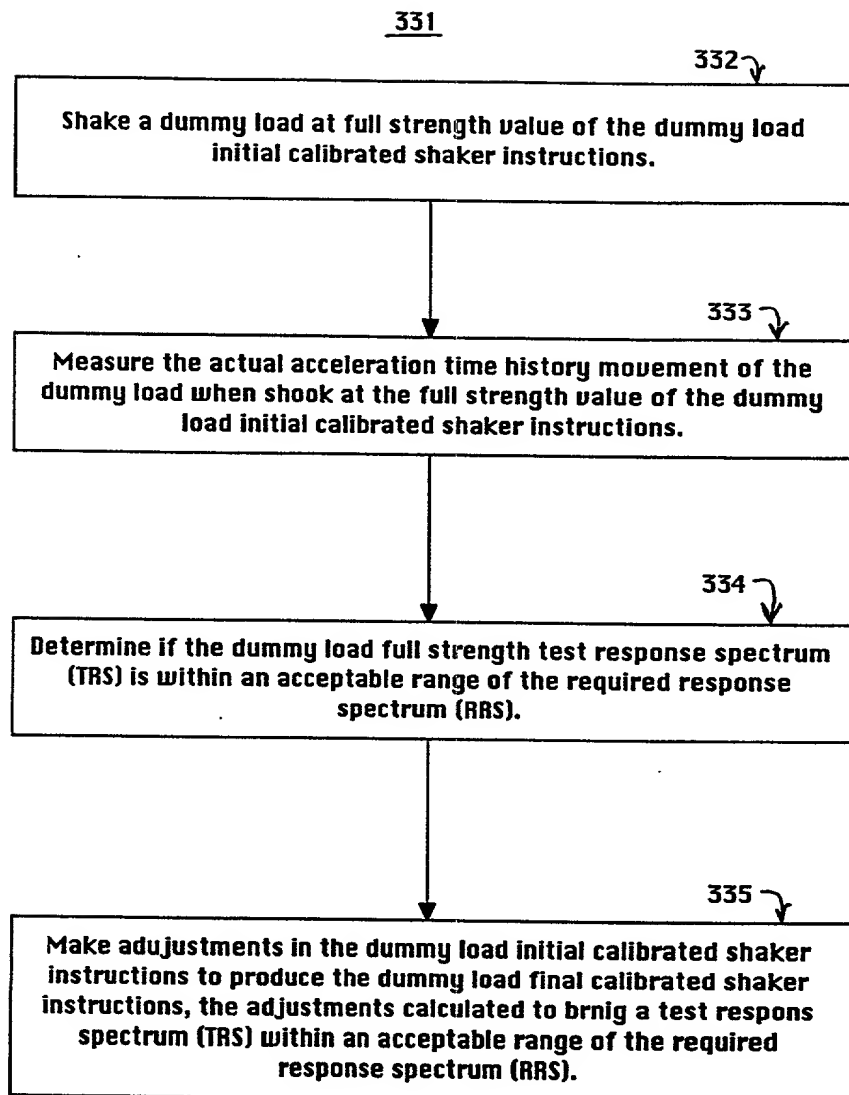 331
332
Shake a dummy load at full strength value of the dummy load
initial calibrated shaker instructions.
333
Measure the actual acceleration time history movement of the
dummy load when shook at the full strength value of the dummy
load initial calibrated shaker instructions.
334
Determine if the dummy load full strength test response spectrum
(TRS) is within an acceptable range of the required response
spectrum (RRS).
335
Make adujustments in the dummy load initial calibrated shaker
instructions to produce the dummy load final calibrated shaker
instructions, the adjustments calculated to brnig a test respons
spectrum (TRS) within an acceptable range of the required
response spectrum (RRS).